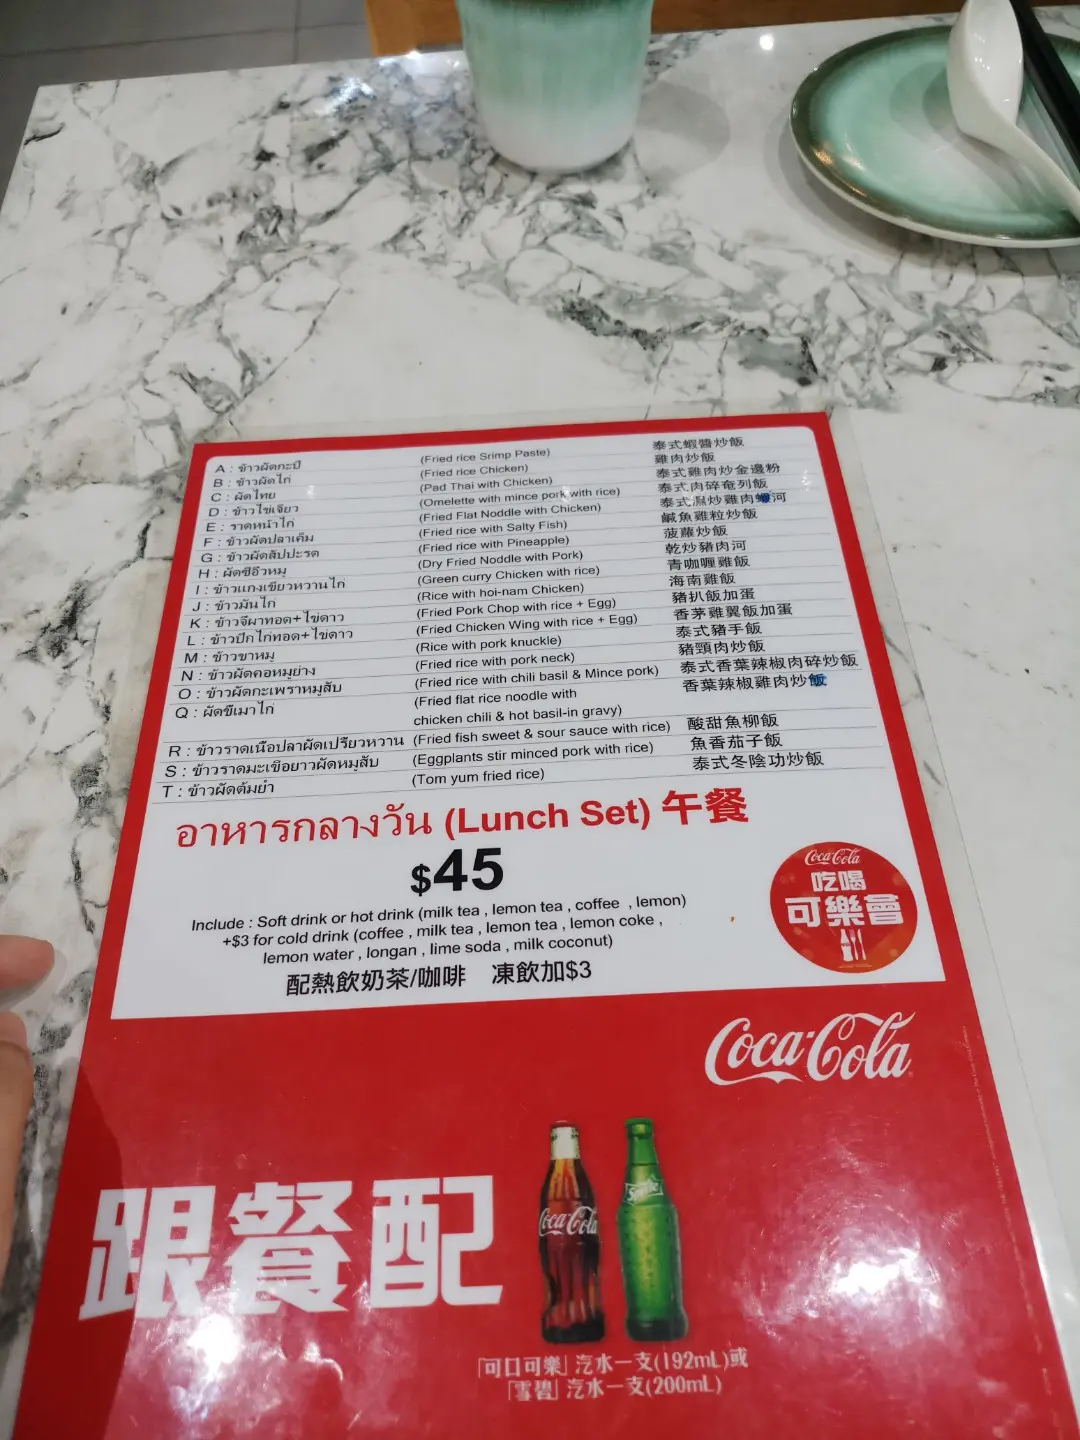 A : ข้าวผัดกะปิ (Fried rice Srimp Paste) 泰式蝦醬炒飯
B : ข้าวผัดไก่ (Fried rice Chicken) 雞肉炒飯
C : ผัดไทย (Pad Thai with Chicken) 泰式雞肉炒金邊粉
D : ข้าวไข่เจียว (Omelette with mince pork with rice) 泰式肉碎奄列飯
E : ราดหน้าไก่ (Fried Flat Noddle with Chicken) 泰式濕炒雞肉河
F : ข้าวผัดปลาเค็ม (Fried rice with Salty Fish) 鹹魚雞粒炒飯
G : ข้าวผัดสัปปะรด (Fried rice with Pineapple) 菠蘿炒飯
H : ผัดซีอิ๊วหมู (Dry Fried Noddle with Pork) 乾炒豬肉河
I : ข้าวแกงเขียวหวานไก่ (Green curry Chicken with rice) 青咖喱雞飯
J : ข้าวมันไก่ (Rice with hoi-nam Chicken) 海南雞飯
K : ข้าวจีผาทอด+ไข่ดาว (Fried Pork Chop with rice + Egg) 豬扒飯加蛋
L : ข้าวปีกไก่ทอด+ไข่ดาว (Fried Chicken Wing with rice + Egg) 香茅雞翼飯加蛋
M : ข้าวขาหมู (Rice with pork knuckle) 泰式豬手飯
N : ข้าวผัดคอหมูย่าง (Fried rice with pork neck) 豬頸肉炒飯
O : ข้าวผัดกะเพราหมูสับ (Fried rice with chili basil & Mince pork) 泰式香葉辣椒肉碎炒飯
Q : ผัดขี้เมาไก่ (Fried flat rice noodle with 香葉辣椒雞肉炒飯
chicken chili & hot basil-in gravy)
R : ข้าวราดเนื้อปลาผัดเปรียวหวาน (Fried fish sweet & sour sauce with rice) 酸甜魚柳飯
S : ข้าวราดมะเขือยาวผัดหมูสับ (Eggplants stir minced pork with rice) 魚香茄子飯
T : ข้าวผัดต้มยำ (Tom yum fried rice) 泰式冬陰功炒飯
อาหารกลางวัน (Lunch Set) 午餐
$45
Include : Soft drink or hot drink (milk tea , lemon tea , coffee , lemon)
+$3 for cold drink (coffee , milk tea , lemon tea , lemon coke ,
lemon water , longan , lime soda , milk coconut)
配熱飲奶茶/咖啡 凍飲加$3
Coca-Cola
吃喝
可樂會
Coca-Cola
跟餐配
Coca-Cola
Sprite
「可口可樂」汽水一支(192mL)或
「雪碧」汽水一支(200mL)